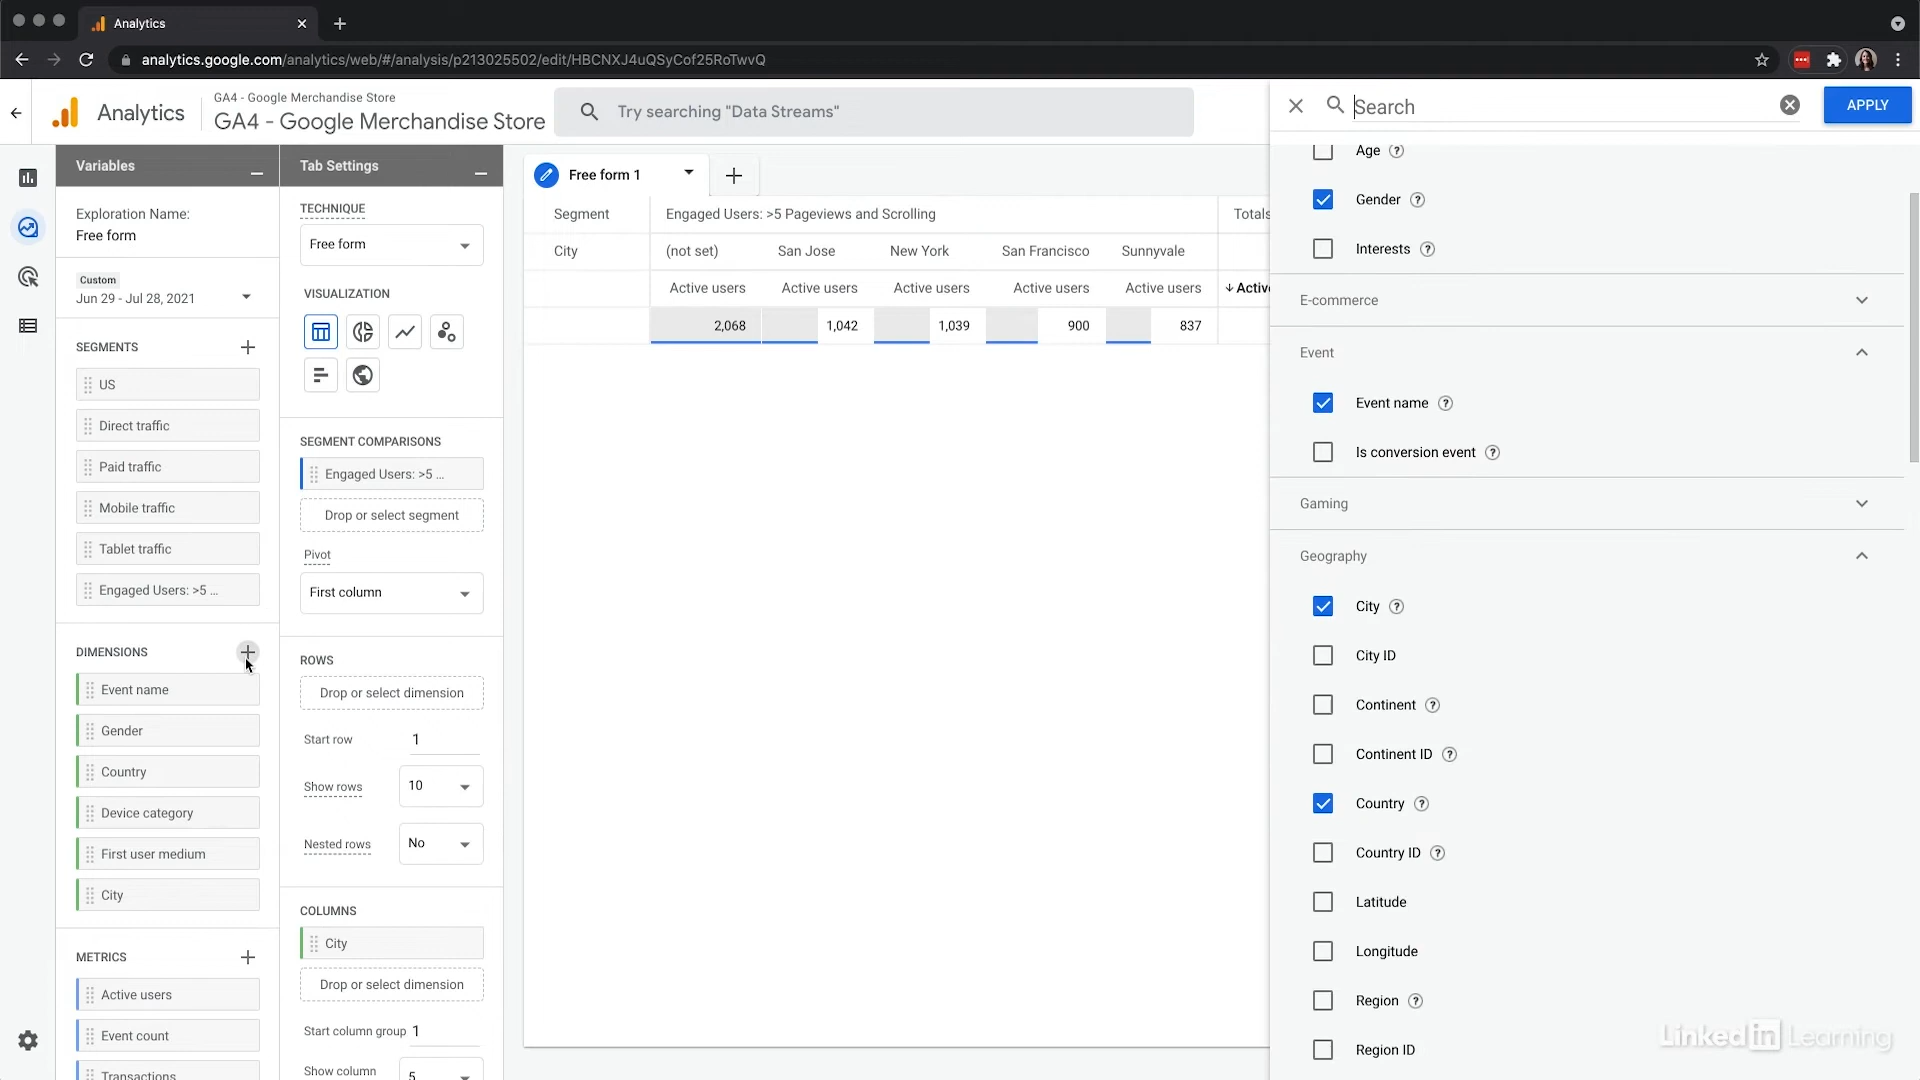 Analytics
analytics.google.com/analytics/web/#/analysis/p213025502/edit/HBCNXJ4uQSyCof25RoTwvQ
Analytics
GA4 - Google Merchandise Store
GA4 - Google Merchandise Store
Try searching "Data Streams"
Search
APPLY
Variables
Exploration Name:
Free form
Custom
Jun 29 - Jul 28, 2021
SEGMENTS
US
Direct traffic
Paid traffic
Mobile traffic
Tablet traffic
Engaged Users: >5 ...
DIMENSIONS
Event name
Gender
Country
Device category
First user medium
City
METRICS
Active users
Event count
Transactions
Tab Settings
TECHNIQUE
Free form
VISUALIZATION
SEGMENT COMPARISONS
Engaged Users: >5 ...
Drop or select segment
Pivot
First column
ROWS
Drop or select dimension
Start row 1
Show rows 10
Nested rows No
COLUMNS
City
Drop or select dimension
Start column group 1
Show column 5
Free form 1
Segment Engaged Users: >5 Pageviews and Scrolling Totals
City (not set) San Jose New York San Francisco Sunnyvale
Active users Active users Active users Active users Active users Active
2,068 1,042 1,039 900 837
Age
Gender
Interests
E-commerce
Event
Event name
Is conversion event
Gaming
Geography
City
City ID
Continent
Continent ID
Country
Country ID
Latitude
Longitude
Region
Region ID
LinkedIn Learning